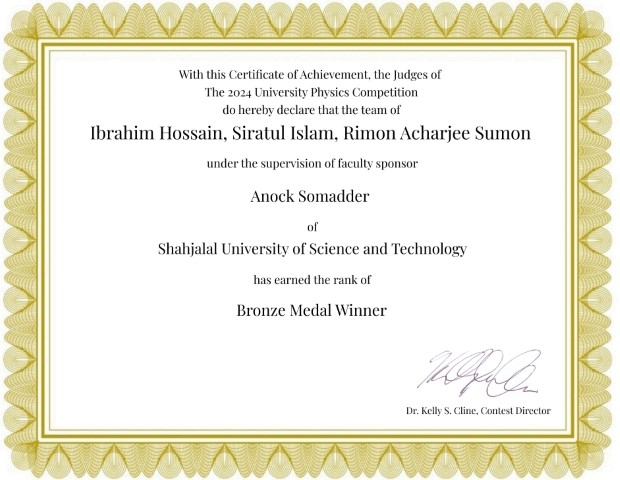 With this Certificate of Achievement, the Judges of
The 2024 University Physics Competition
do hereby declare that the team of
Ibrahim Hossain, Siratul Islam, Rimon Acharjee Sumon
under the supervision of faculty sponsor
Anock Somadder
of
Shahjalal University of Science and Technology
has earned the rank of
Bronze Medal Winner
Dr. Kelly S. Cline, Contest Director